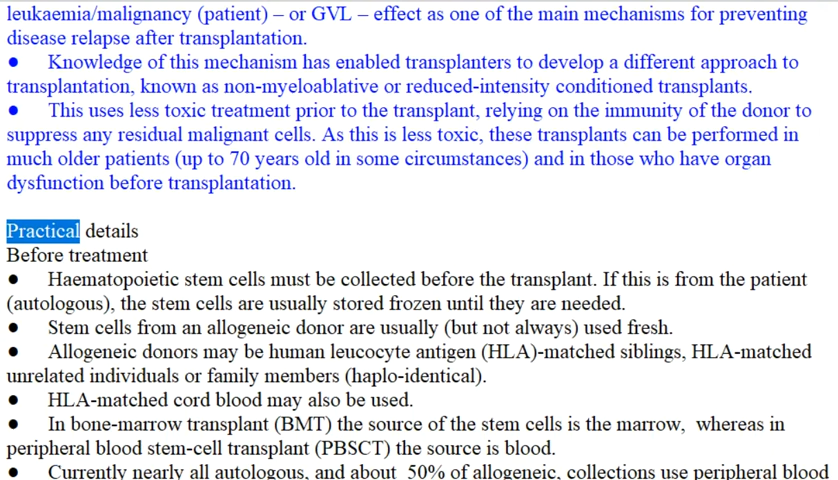 leukaemia/malignancy (patient) – or GVL – effect as one of the main mechanisms for preventing
disease relapse after transplantation.
● Knowledge of this mechanism has enabled transplanters to develop a different approach to
transplantation, known as non-myeloablative or reduced-intensity conditioned transplants.
● This uses less toxic treatment prior to the transplant, relying on the immunity of the donor to
suppress any residual malignant cells. As this is less toxic, these transplants can be performed in
much older patients (up to 70 years old in some circumstances) and in those who have organ
dysfunction before transplantation.
Practical details
Before treatment
● Haematopoietic stem cells must be collected before the transplant. If this is from the patient
(autologous), the stem cells are usually stored frozen until they are needed.
● Stem cells from an allogeneic donor are usually (but not always) used fresh.
● Allogeneic donors may be human leucocyte antigen (HLA)-matched siblings, HLA-matched
unrelated individuals or family members (haplo-identical).
● HLA-matched cord blood may also be used.
● In bone-marrow transplant (BMT) the source of the stem cells is the marrow, whereas in
peripheral blood stem-cell transplant (PBSCT) the source is blood.
● Currently nearly all autologous, and about 50% of allogeneic, collections use peripheral blood